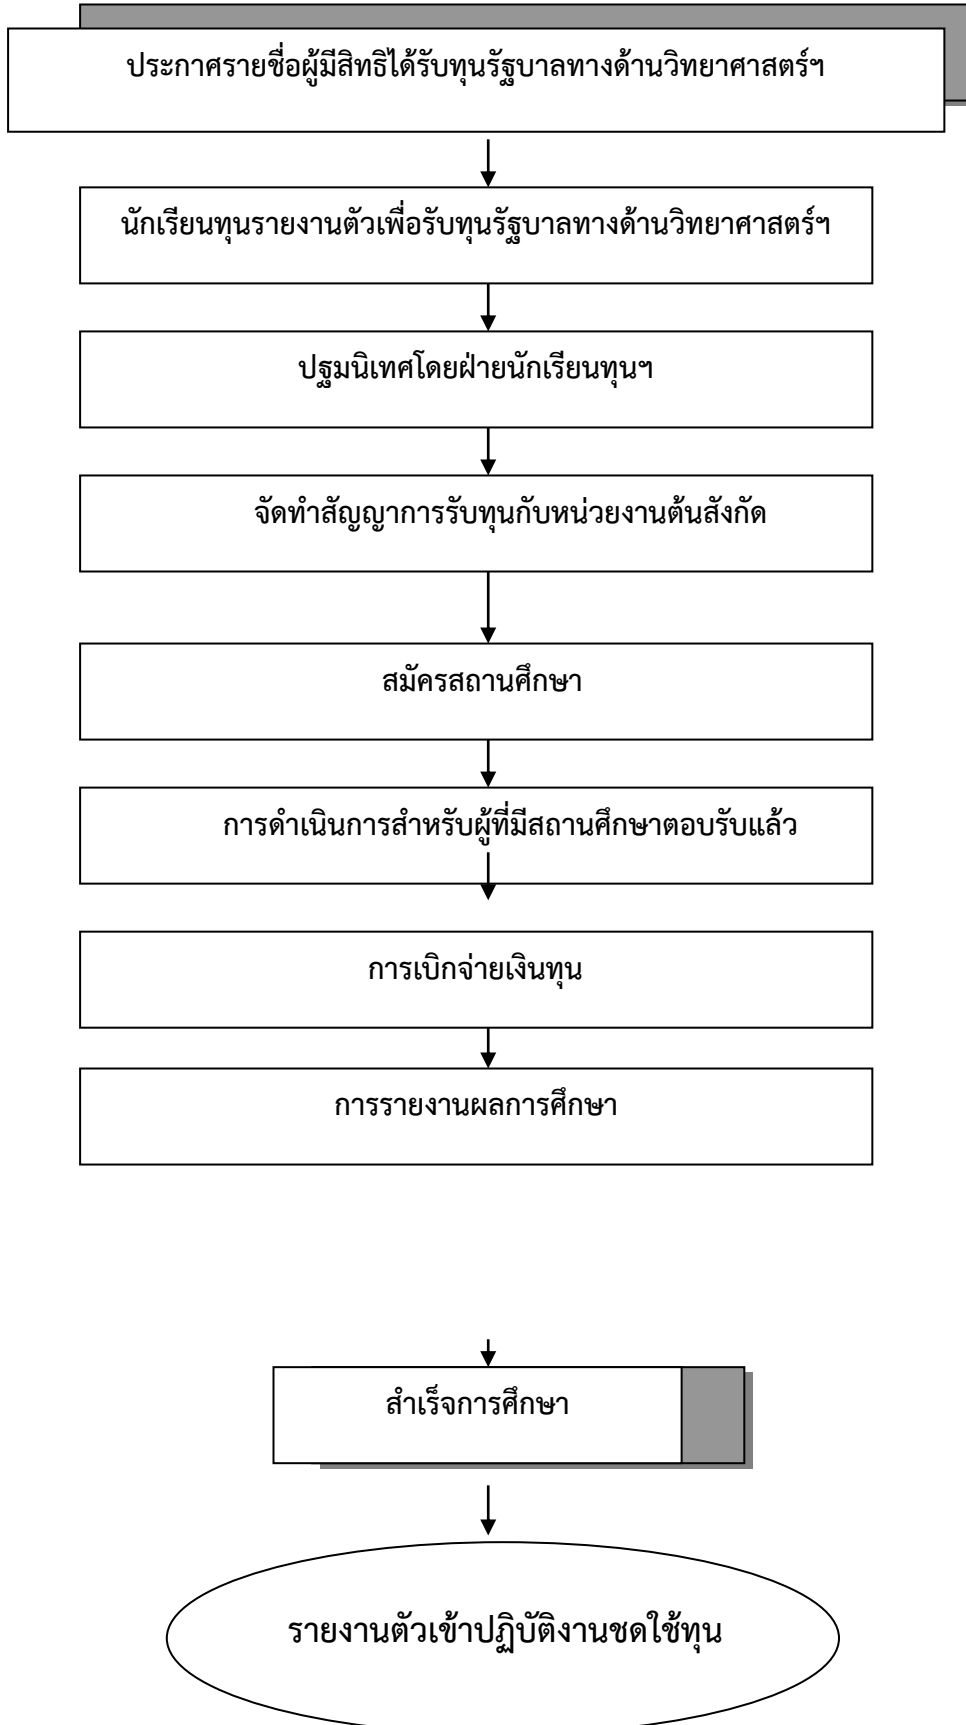 ประกาศรายชื่อผู้มีสิทธิได้รับทุนรัฐบาลทางด้านวิทยาศาสตร์ฯ
นักเรียนทุนรายงานตัวเพื่อรับทุนรัฐบาลทางด้านวิทยาศาสตร์ฯ
ปฐมนิเทศโดยฝ่ายนักเรียนทุนฯ
จัดทำสัญญาการรับทุนกับหน่วยงานต้นสังกัด
สมัครสถานศึกษา
การดำเนินการสำหรับผู้ที่มีสถานศึกษาตอบรับแล้ว
การเบิกจ่ายเงินทุน
การรายงานผลการศึกษา
สำเร็จการศึกษา
รายงานตัวเข้าปฏิบัติงานชดใช้ทุน